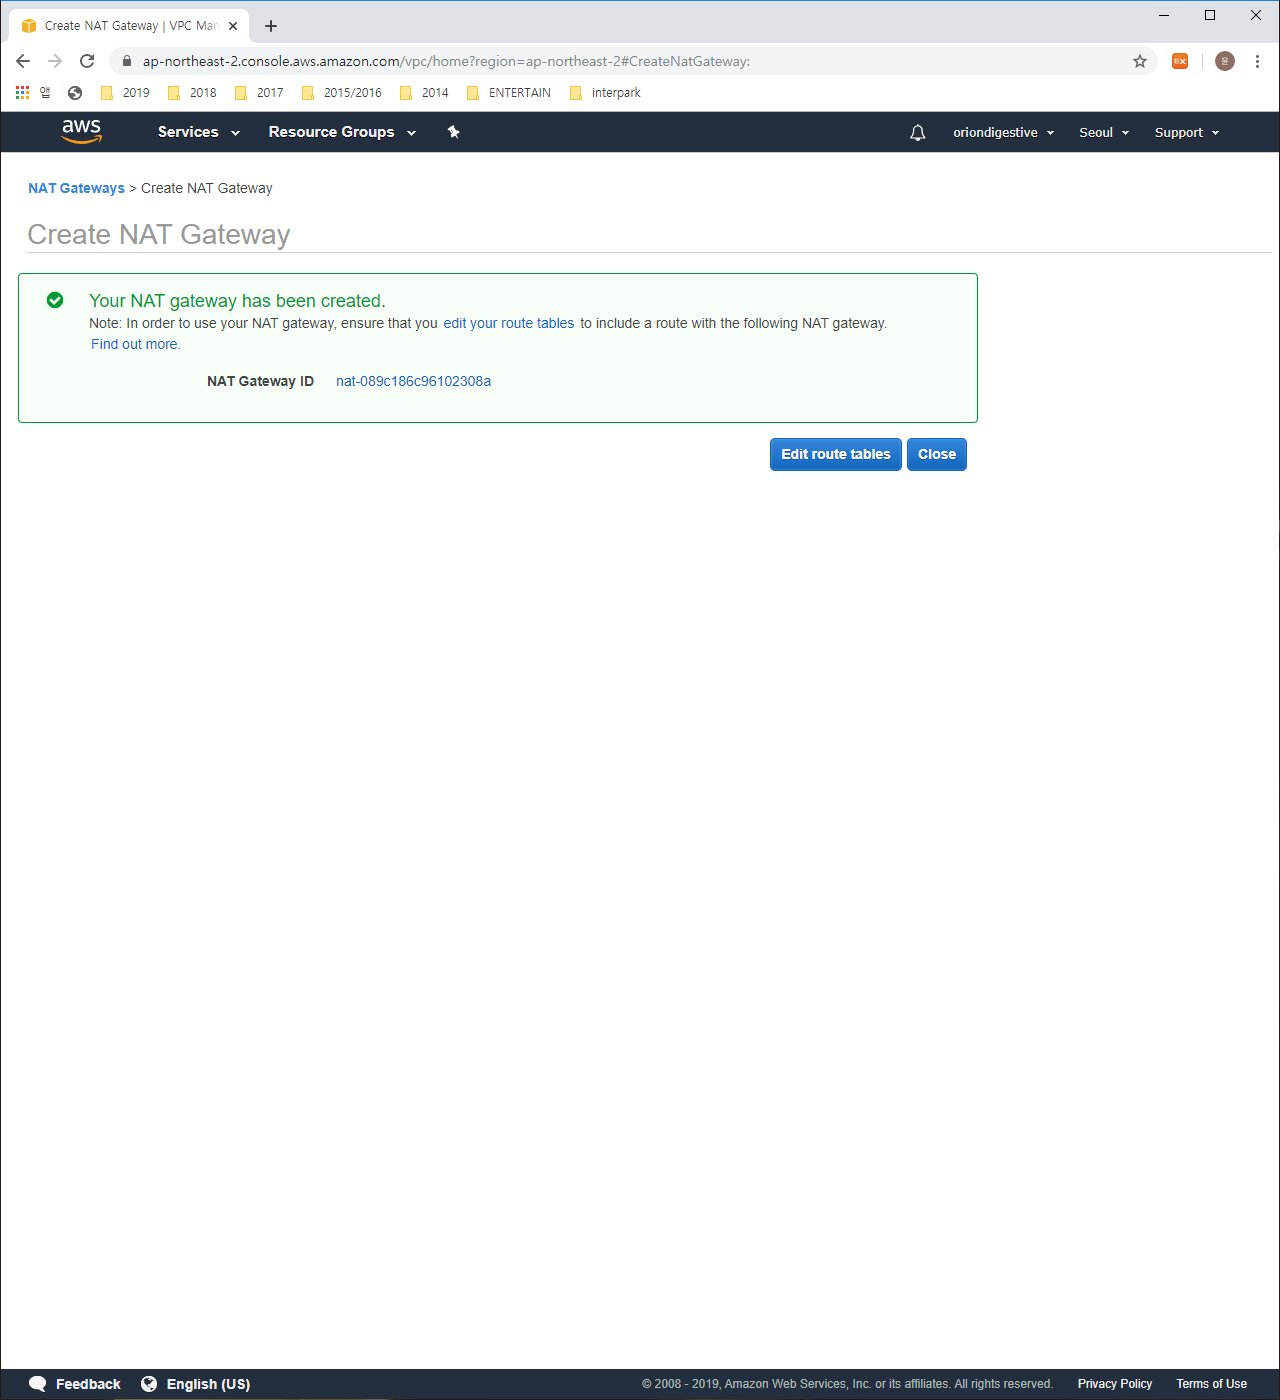 Create NAT Gateway | VPC Man
ap-northeast-2.console.aws.amazon.com/vpc/home?region=ap-northeast-2#CreateNatGateway:
2019 2018 2017 2015/2016 2014 ENTERTAIN interpark
aws Services Resource Groups oriondigestive Seoul Support
NAT Gateways > Create NAT Gateway
Create NAT Gateway
Your NAT gateway has been created.
Note: In order to use your NAT gateway, ensure that you edit your route tables to include a route with the following NAT gateway.
Find out more.
NAT Gateway ID nat-089c186c96102308a
Edit route tables Close
Feedback English (US) © 2008 - 2019, Amazon Web Services, Inc. or its affiliates. All rights reserved. Privacy Policy Terms of Use